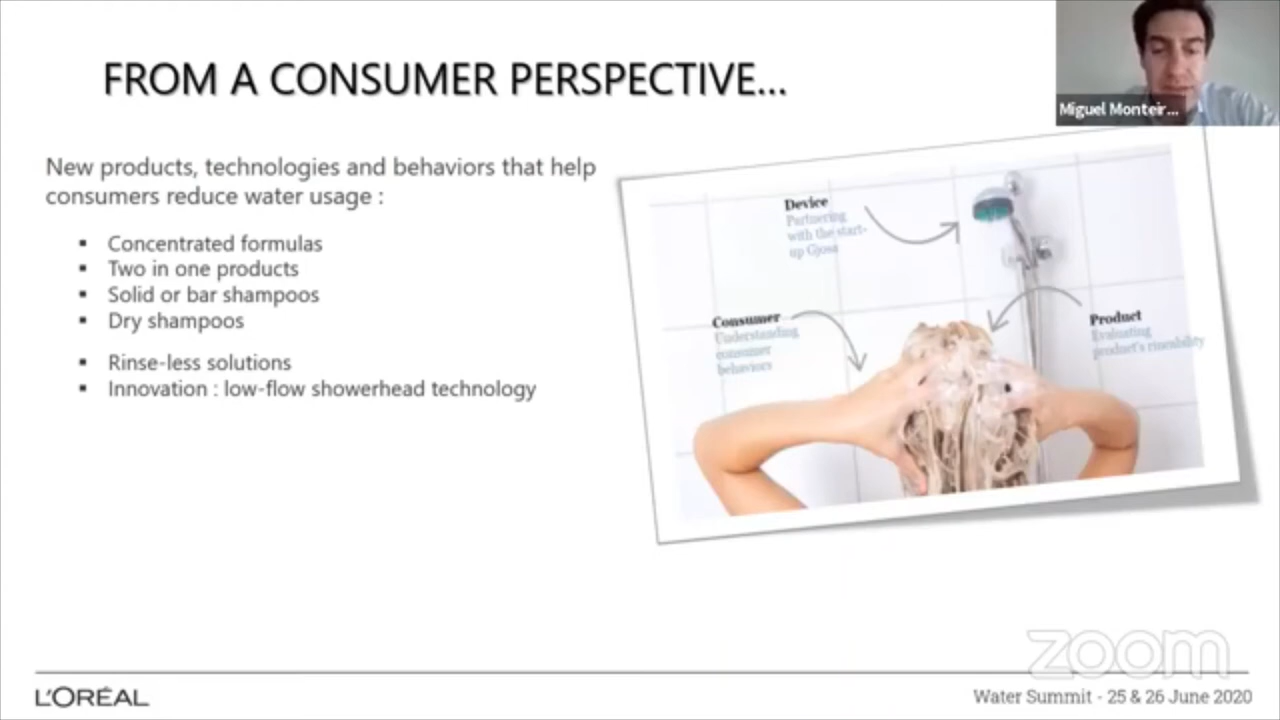 FROM A CONSUMER PERSPECTIVE...
Miguel Monteir...
New products, technologies and behaviors that help
consumers reduce water usage :
▪ Concentrated formulas
▪ Two in one products
▪ Solid or bar shampoos
▪ Dry shampoos
▪ Rinse-less solutions
▪ Innovation : low-flow showerhead technology
Device
Partnering
with the start-
up Gjosa
Consumer
Understanding
consumer
behaviors
Product
Evaluating
product's rinseability
zoom
L'ORÉAL
Water Summit - 25 & 26 June 2020